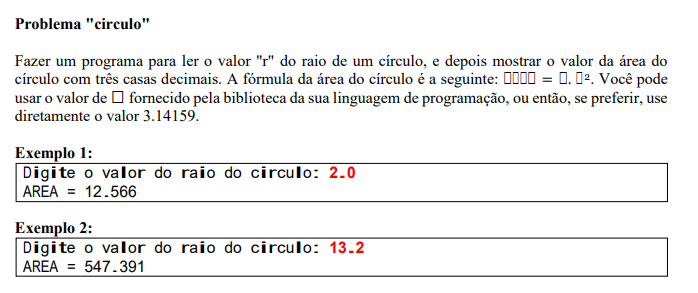 Problema "circulo"
Fazer um programa para ler o valor "r" do raio de um círculo, e depois mostrar o valor da área do
círculo com três casas decimais. A fórmula da área do círculo é a seguinte: □□□□ = □. □². Você pode
usar o valor de □ fornecido pela biblioteca da sua linguagem de programação, ou então, se preferir, use
diretamente o valor 3.14159.
Exemplo 1:
Digite o valor do raio do circulo: 2.0
AREA = 12.566
Exemplo 2:
Digite o valor do raio do circulo: 13.2
AREA = 547.391